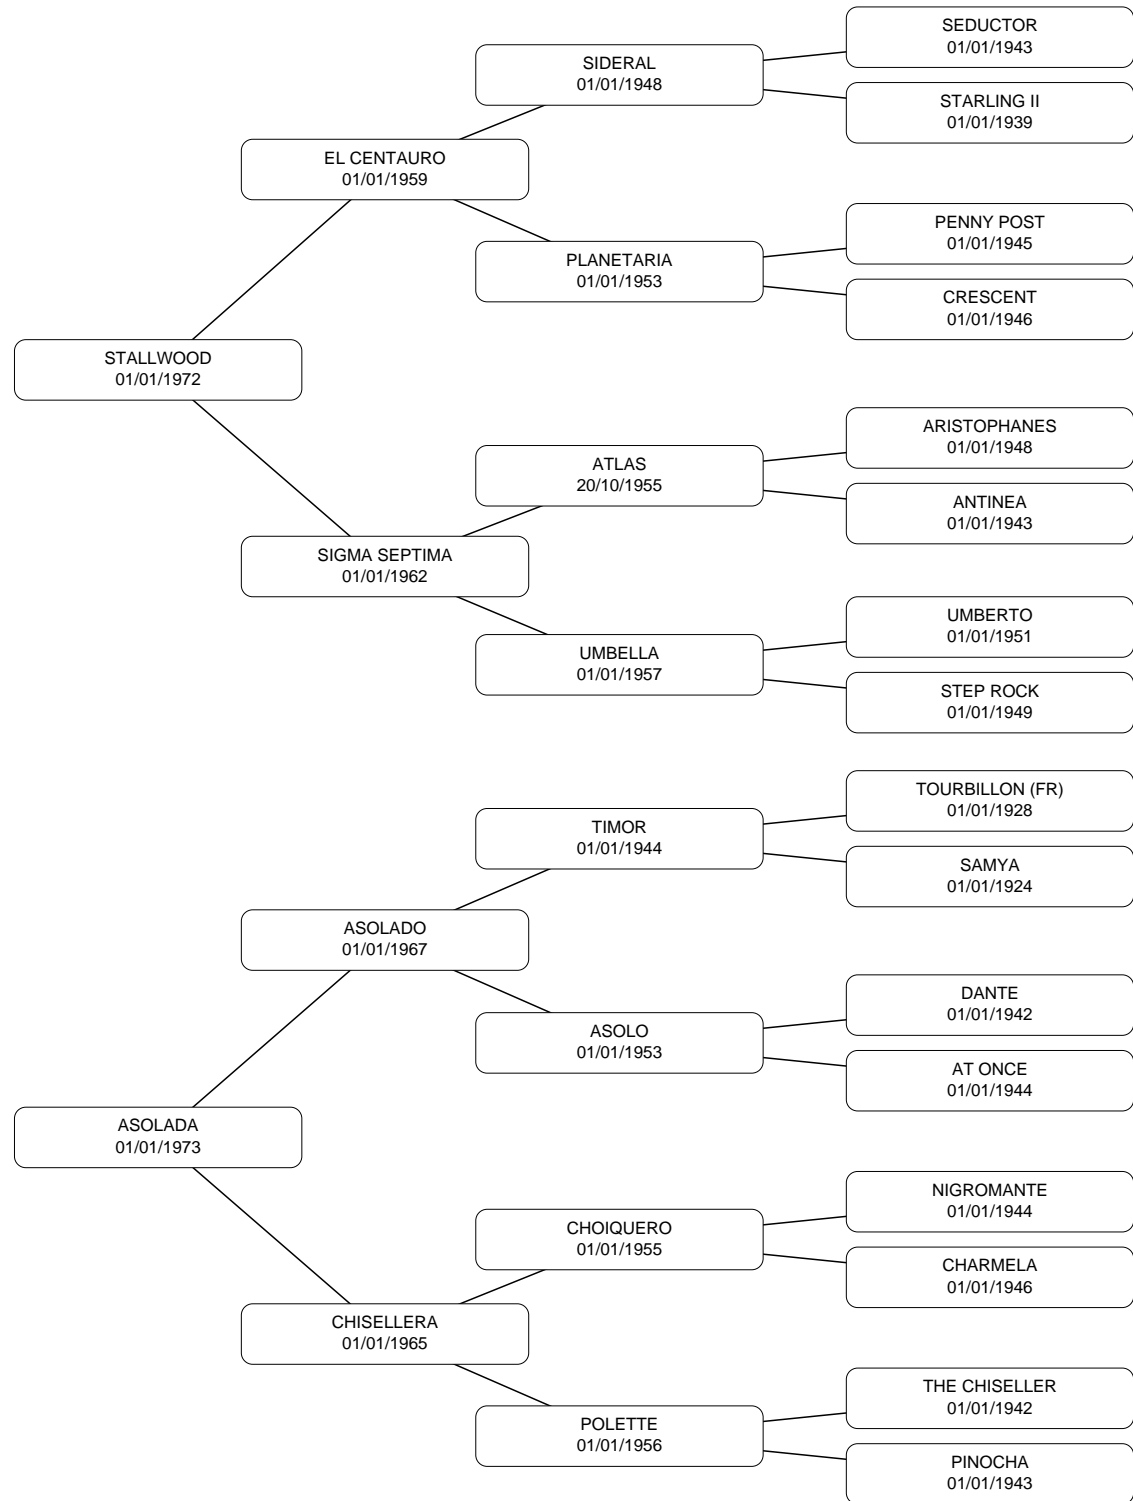 SEDUCTOR
01/01/1943
SIDERAL
01/01/1948
STARLING II
01/01/1939
EL CENTAURO
01/01/1959
PENNY POST
01/01/1945
PLANETARIA
01/01/1953
CRESCENT
01/01/1946
STALLWOOD
01/01/1972
ARISTOPHANES
01/01/1948
ATLAS
20/10/1955
ANTINEA
01/01/1943
SIGMA SEPTIMA
01/01/1962
UMBERTO
01/01/1951
UMBELLA
01/01/1957
STEP ROCK
01/01/1949
TOURBILLON (FR)
01/01/1928
TIMOR
01/01/1944
SAMYA
01/01/1924
ASOLADO
01/01/1967
DANTE
01/01/1942
ASOLO
01/01/1953
AT ONCE
01/01/1944
ASOLADA
01/01/1973
NIGROMANTE
01/01/1944
CHOIQUERO
01/01/1955
CHARMELA
01/01/1946
CHISELLERA
01/01/1965
THE CHISELLER
01/01/1942
POLETTE
01/01/1956
PINOCHA
01/01/1943